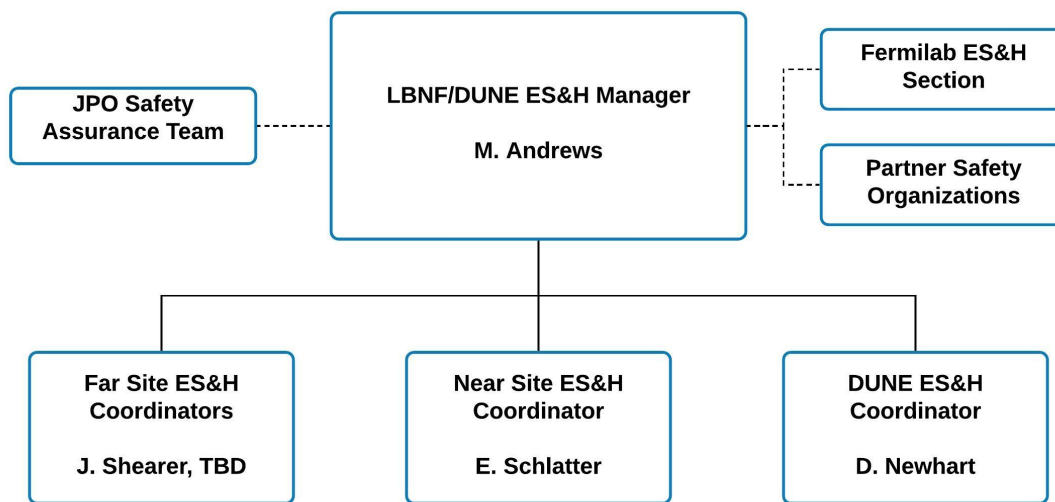 JPO Safety
Assurance Team
LBNF/DUNE ES&H Manager
M. Andrews
Fermilab ES&H
Section
Partner Safety
Organizations
Far Site ES&H
Coordinators
J. Shearer, TBD
Near Site ES&H
Coordinator
E. Schlatter
DUNE ES&H
Coordinator
D. Newhart